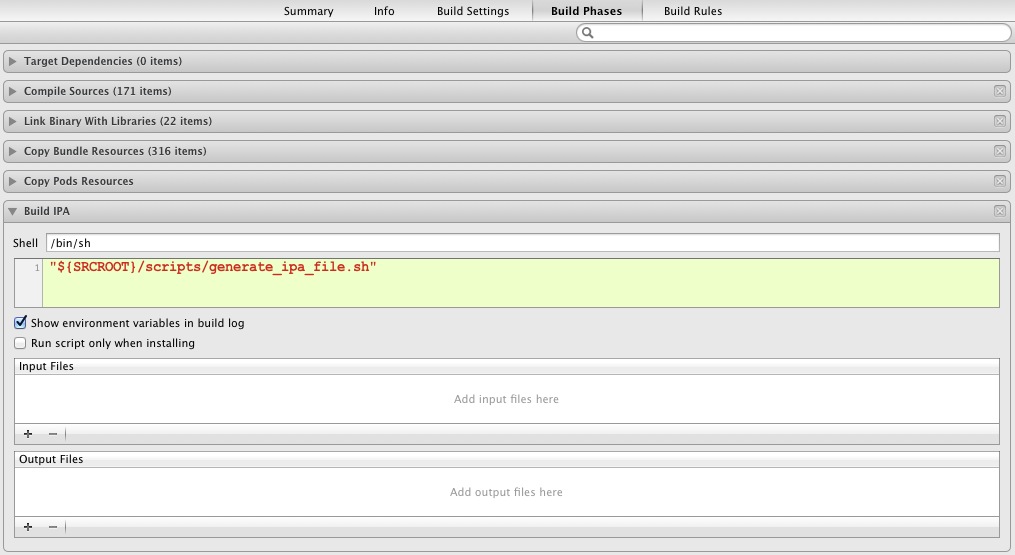 Summary Info Build Settings Build Phases Build Rules
Target Dependencies (0 items)
Compile Sources (171 items)
Link Binary With Libraries (22 items)
Copy Bundle Resources (316 items)
Copy Pods Resources
Build IPA
Shell /bin/sh
1 "${SRCROOT}/scripts/generate_ipa_file.sh"
Show environment variables in build log
Run script only when installing
Input Files
Add input files here
+ −
Output Files
Add output files here
+ −